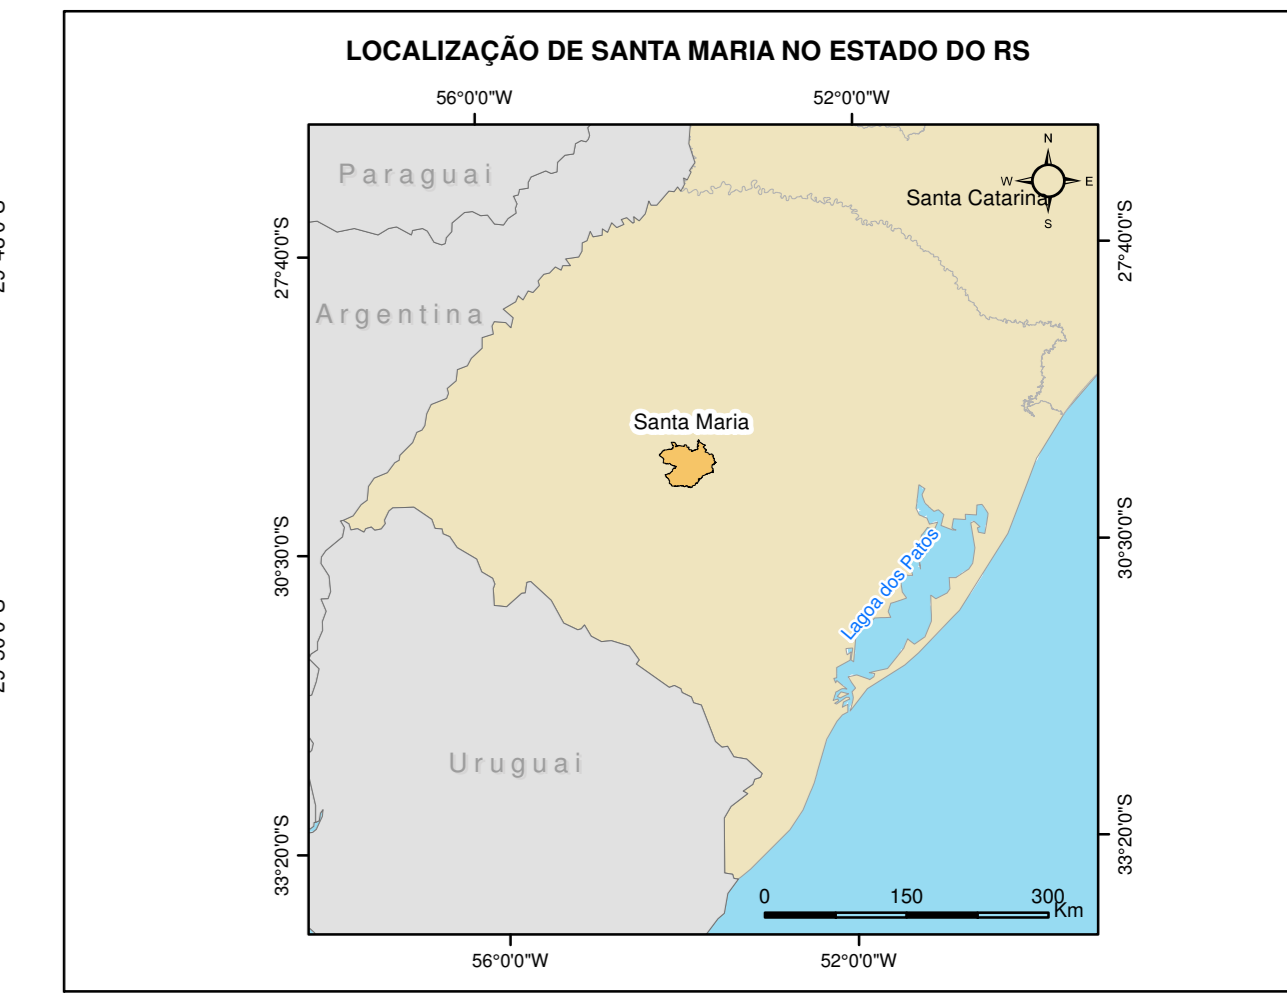 LOCALIZAÇÃO DE SANTA MARIA NO ESTADO DO RS
56°0'0"W
52°0'0"W
N
W
E
S
Paraguai
Santa Catarina
27°40'0"S
27°40'0"S
Argentina
Santa Maria
30°30'0"S
30°30'0"S
Lagoa dos Patos
Uruguai
33°20'0"S
33°20'0"S
0 150 300
Km
56°0'0"W
52°0'0"W